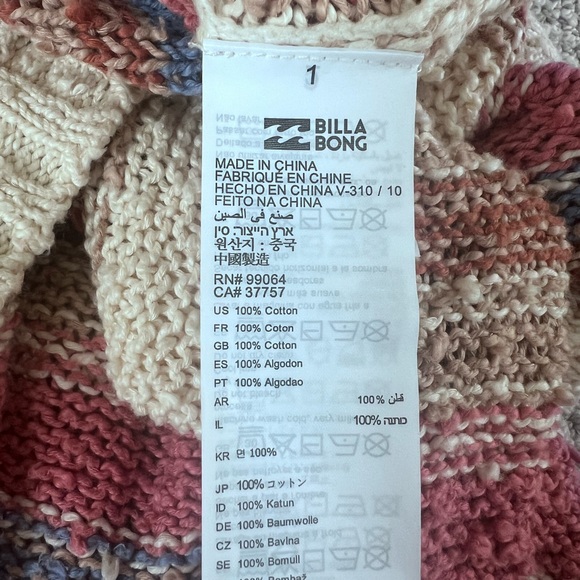 1
BILLA
BONG
MADE IN CHINA
FABRIQUÉ EN CHINE
HECHO EN CHINA V-310 / 10
FEITO NA CHINA
صنع في الصين
ארץ הייצור: סין
원산지 : 중국
中國製造
RN# 99064
CA# 37757
US 100% Cotton
FR 100% Coton
GB 100% Cotton
ES 100% Algodon
PT 100% Algodao
AR 100% قطن
IL 100% כותנה
KR 면 100%
JP 100% コットン
ID 100% Katun
DE 100% Baumwolle
CZ 100% Bavlna
SE 100% Bomull
100% Bombaž